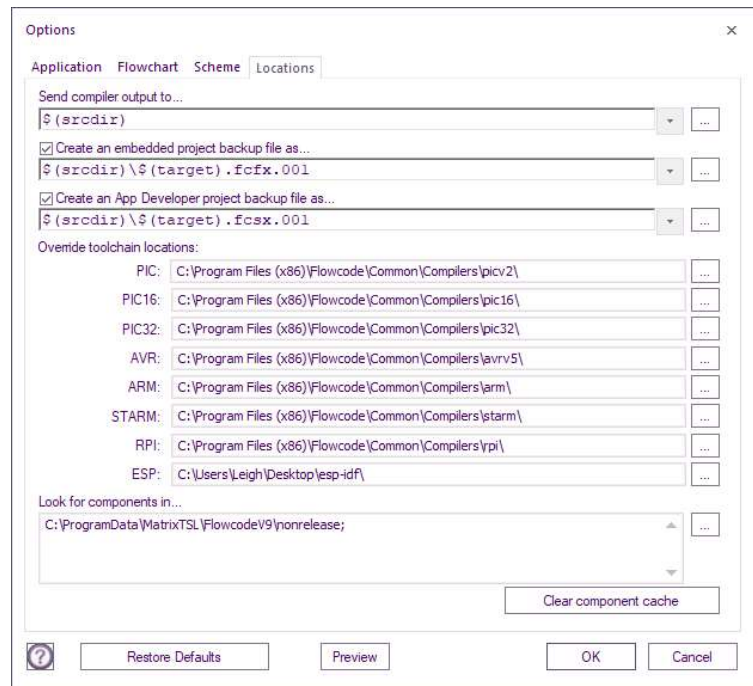 Options
Application Flowchart Scheme Locations
Send compiler output to...
$(srcdir)
...
Create an embedded project backup file as...
$(srcdir)\$(target).fcfx.001
...
Create an App Developer project backup file as...
$(srcdir)\$(target).fcsx.001
...
Override toolchain locations:
PIC: C:\Program Files (x86)\Flowcode\Common\Compilers\picv2\ ...
PIC16: C:\Program Files (x86)\Flowcode\Common\Compilers\pic16\ ...
PIC32: C:\Program Files (x86)\Flowcode\Common\Compilers\pic32\ ...
AVR: C:\Program Files (x86)\Flowcode\Common\Compilers\avrv5\ ...
ARM: C:\Program Files (x86)\Flowcode\Common\Compilers\arm\ ...
STARM: C:\Program Files (x86)\Flowcode\Common\Compilers\starm\ ...
RPI: C:\Program Files (x86)\Flowcode\Common\Compilers\rpi\ ...
ESP: C:\Users\Leigh\Desktop\esp-idf\ ...
Look for components in...
C:\ProgramData\MatrixTSL\FlowcodeV9\nonrelease; ...
Clear component cache
? Restore Defaults Preview OK Cancel